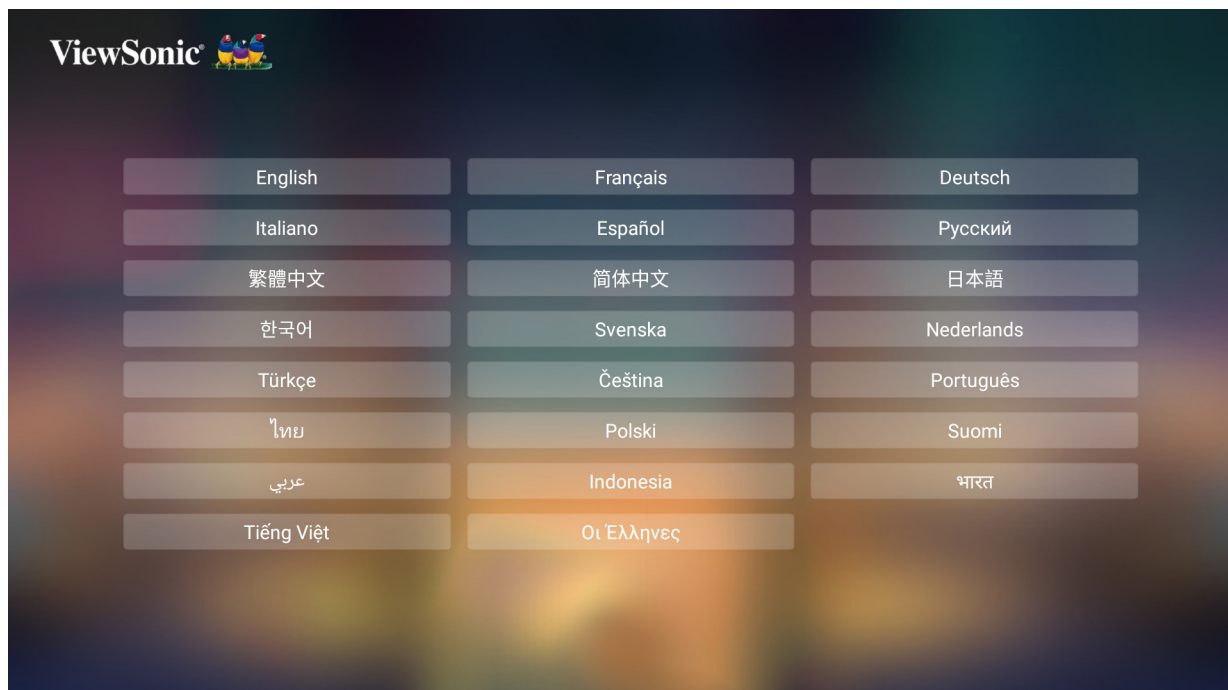 ViewSonic®
English Français Deutsch
Italiano Español Русский
繁體中文 简体中文 日本語
한국어 Svenska Nederlands
Türkçe Čeština Português
ไทย Polski Suomi
عربي Indonesia भारत
Tiếng Việt Οι Έλληνες